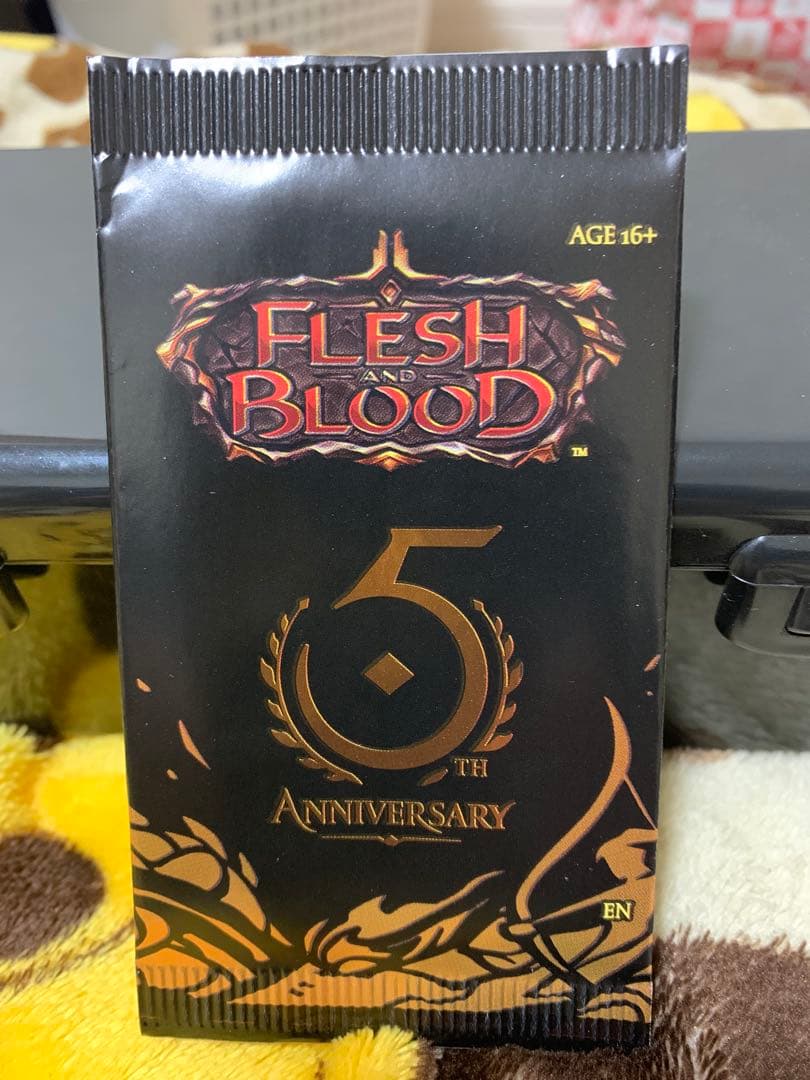 AGE 16+
FLESH
AND
BLOOD
TM
5
TH
ANNIVERSARY
EN